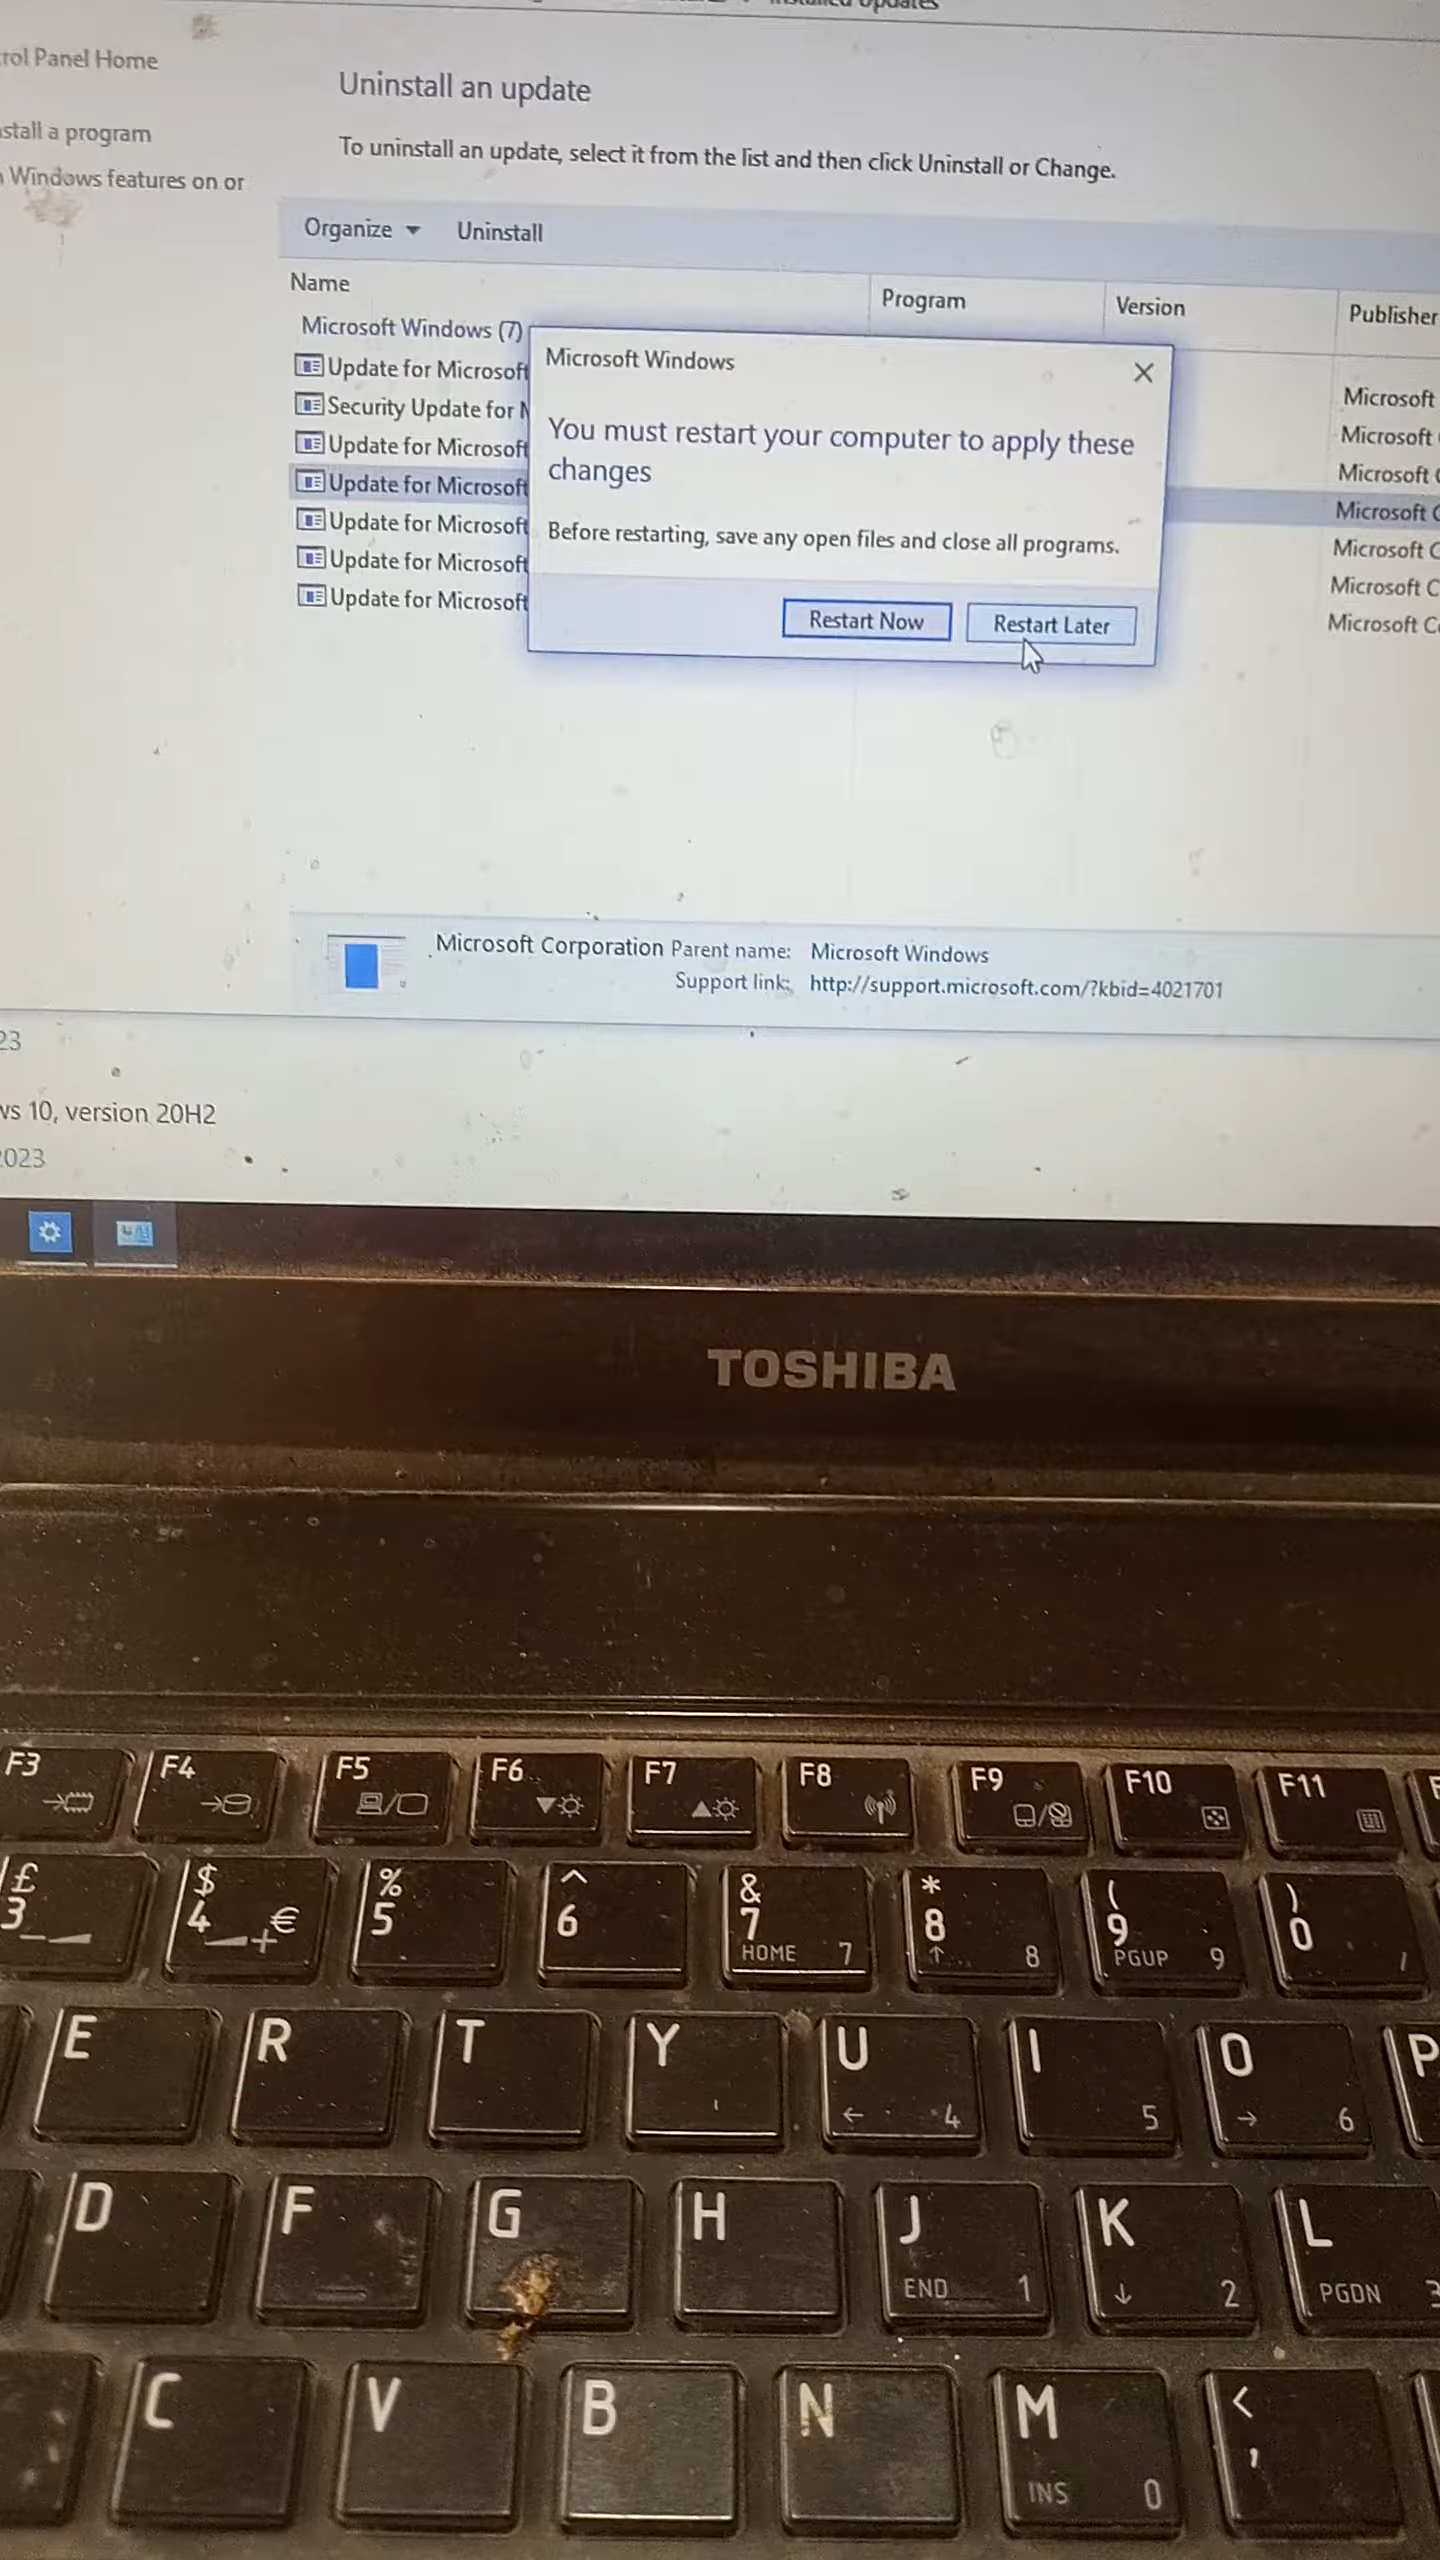 Installed Updates
rol Panel Home
Uninstall an update
stall a program
To uninstall an update, select it from the list and then click Uninstall or Change.
Windows features on or
Organize Uninstall
Name Program Version Publisher
Microsoft Windows (7)
Update for Microsoft Microsoft
Security Update for M Microsoft
Update for Microsoft Microsoft C
Update for Microsoft Microsoft C
Update for Microsoft Microsoft C
Update for Microsoft Microsoft C
Update for Microsoft Microsoft Co
Microsoft Windows
You must restart your computer to apply these
changes
Before restarting, save any open files and close all programs.
Restart Now Restart Later
Microsoft Corporation Parent name: Microsoft Windows
Support link: http://support.microsoft.com/?kbid=4021701
23
ws 10, version 20H2
2023
TOSHIBA
F3 F4 F5 F6 F7 F8 F9 F10 F11 F
£ $ % ^ & * ( )
3 4 € 5 6 7 8 9 0
HOME 7 ↑ 8 PGUP 9 /
E R T Y U I O P
← 4 5 → 6
D F G H J K L
END 1 ↓ 2 PGDN 3
C V B N M <
,
INS 0